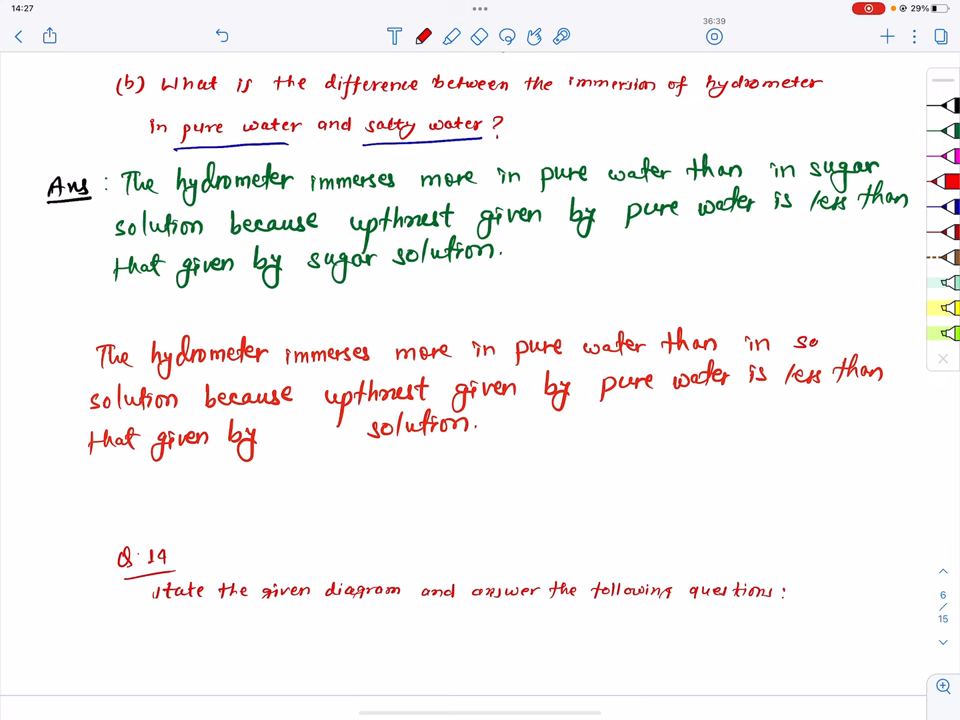 14:27
29%
36:39
(b) What is the difference between the immersion of hydrometer
in pure water and salty water?
Ans : The hydrometer immerses more in pure water than in sugar
solution because upthrust given by pure water is less than
that given by sugar solution.
The hydrometer immerses more in pure water than in so
solution because upthrust given by pure water is less than
that given by solution.
Q. 14
state the given diagram and answer the following questions:
6
/
15